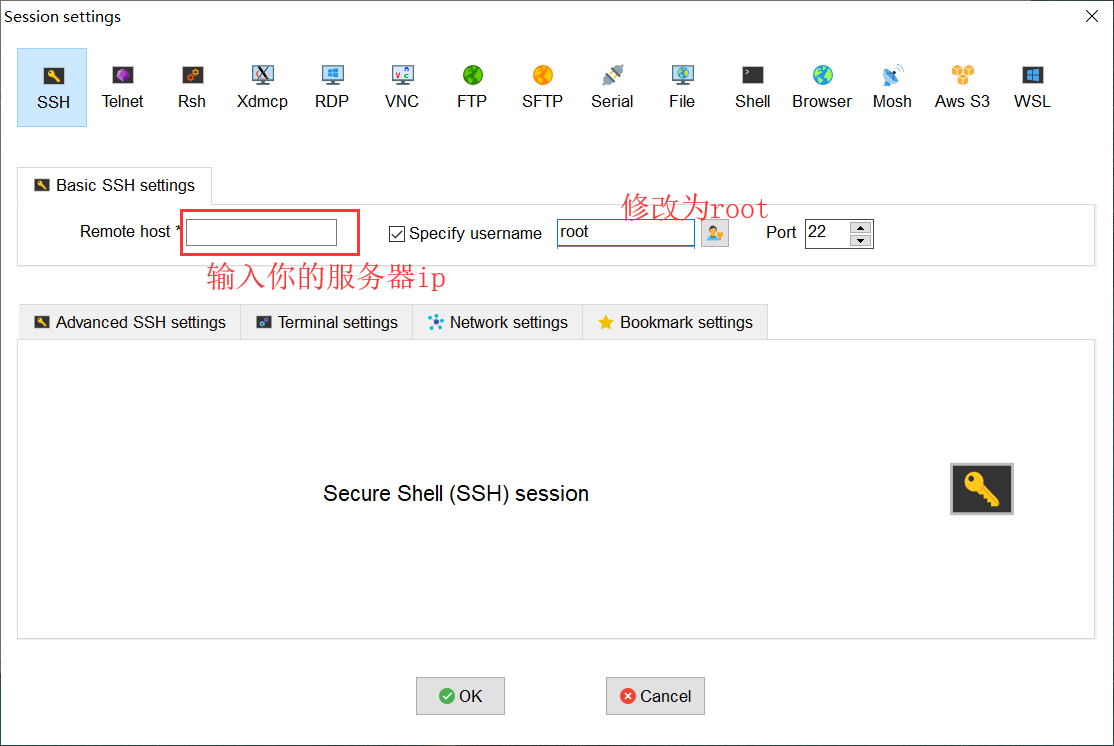 Session settings
SSH Telnet Rsh Xdmcp RDP VNC FTP SFTP Serial File Shell Browser Mosh Aws S3 WSL
Basic SSH settings
修改为root
Remote host * Specify username root Port 22
输入你的服务器ip
Advanced SSH settings Terminal settings Network settings Bookmark settings
Secure Shell (SSH) session
OK Cancel